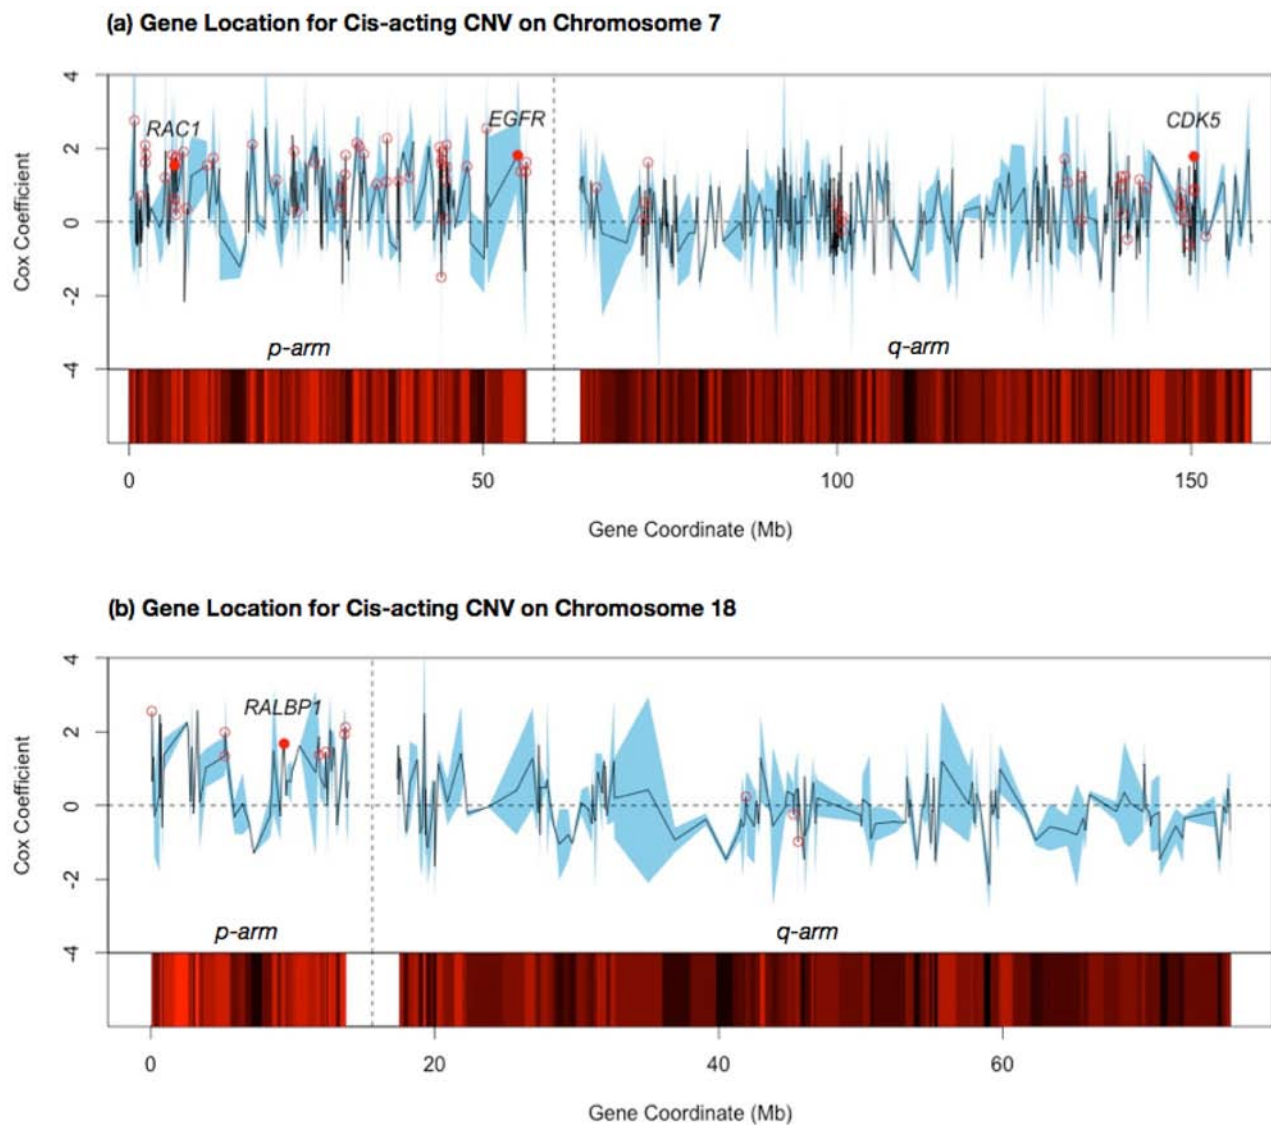 (a) Gene Location for Cis-acting CNV on Chromosome 7
Cox Coefficient
4
2
0
-2
-4
RAC1
EGFR
CDK5
p-arm
q-arm
0 50 100 150
Gene Coordinate (Mb)
(b) Gene Location for Cis-acting CNV on Chromosome 18
Cox Coefficient
4
2
0
-2
-4
RALBP1
p-arm
q-arm
0 20 40 60
Gene Coordinate (Mb)